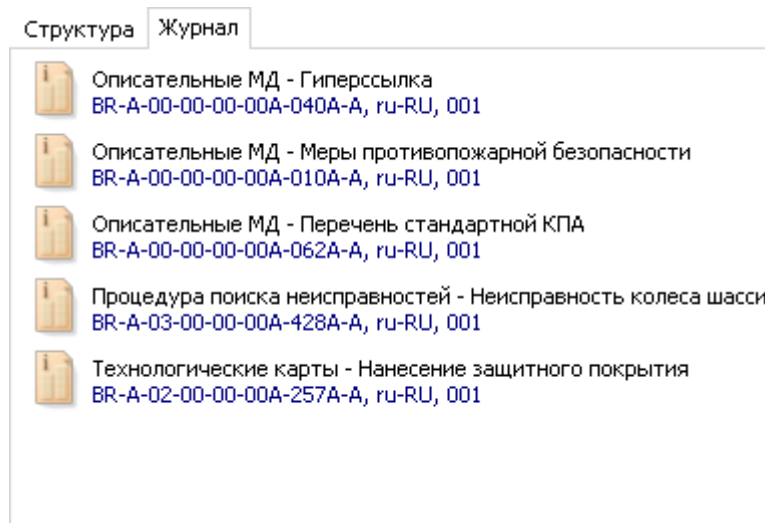 Структура Журнал
Описательные МД - Гиперссылка
BR-A-00-00-00-00A-040A-A, ru-RU, 001
Описательные МД - Меры противопожарной безопасности
BR-A-00-00-00-00A-010A-A, ru-RU, 001
Описательные МД - Перечень стандартной КПА
BR-A-00-00-00-00A-062A-A, ru-RU, 001
Процедура поиска неисправностей - Неисправность колеса шасси
BR-A-03-00-00-00A-428A-A, ru-RU, 001
Технологические карты - Нанесение защитного покрытия
BR-A-02-00-00-00A-257A-A, ru-RU, 001